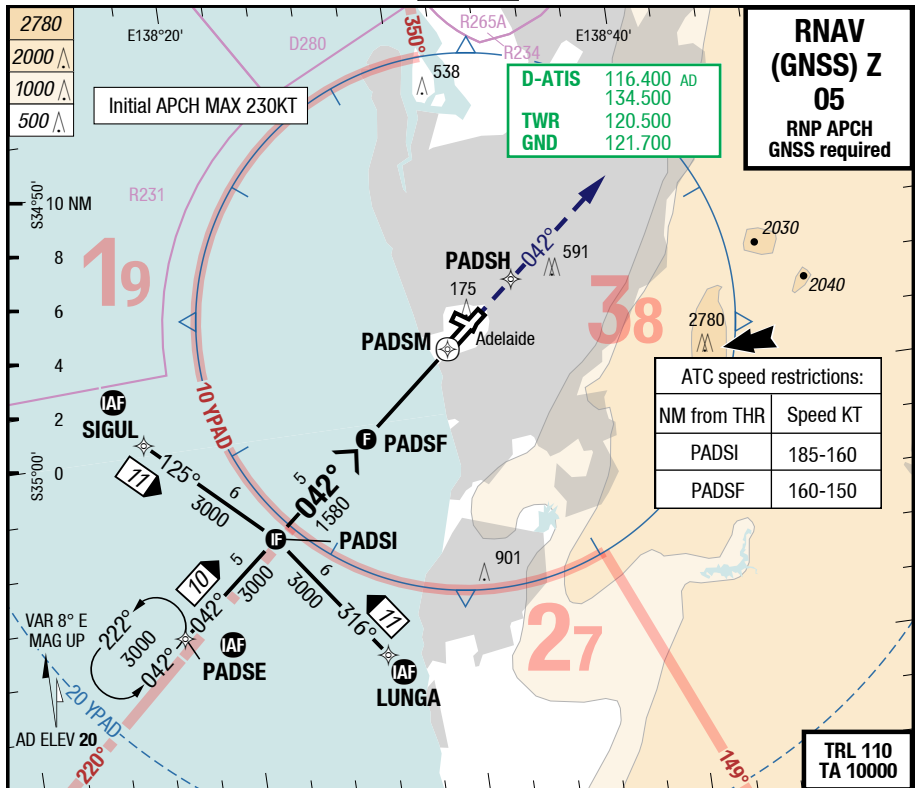 2780
2000
1000
500
E138°20'
D280
350°
R265A
R234
E138°40'
RNAV
(GNSS) Z
05
RNP APCH
GNSS required
Initial APCH MAX 230KT
538
D-ATIS 116.400 AD
134.500
TWR 120.500
GND 121.700
S34°50'
10 NM
R231
8
6
4
2
0
S35°00'
19
PADSH
042°
591
2030
2040
175
38
2780
PADSM
Adelaide
10 YPAD
IAF
SIGUL
F PADSF
ATC speed restrictions:
NM from THR Speed KT
PADSI 185-160
PADSF 160-150
11
125°
6
3000
5
042°
1580
IF
PADSI
901
10
5
042°
3000
6
3000
316°
11
27
VAR 8° E
MAG UP
222°
3000
042°
IAF
PADSE
IAF
LUNGA
20 YPAD
AD ELEV 20
220°
149°
TRL 110
TA 10000